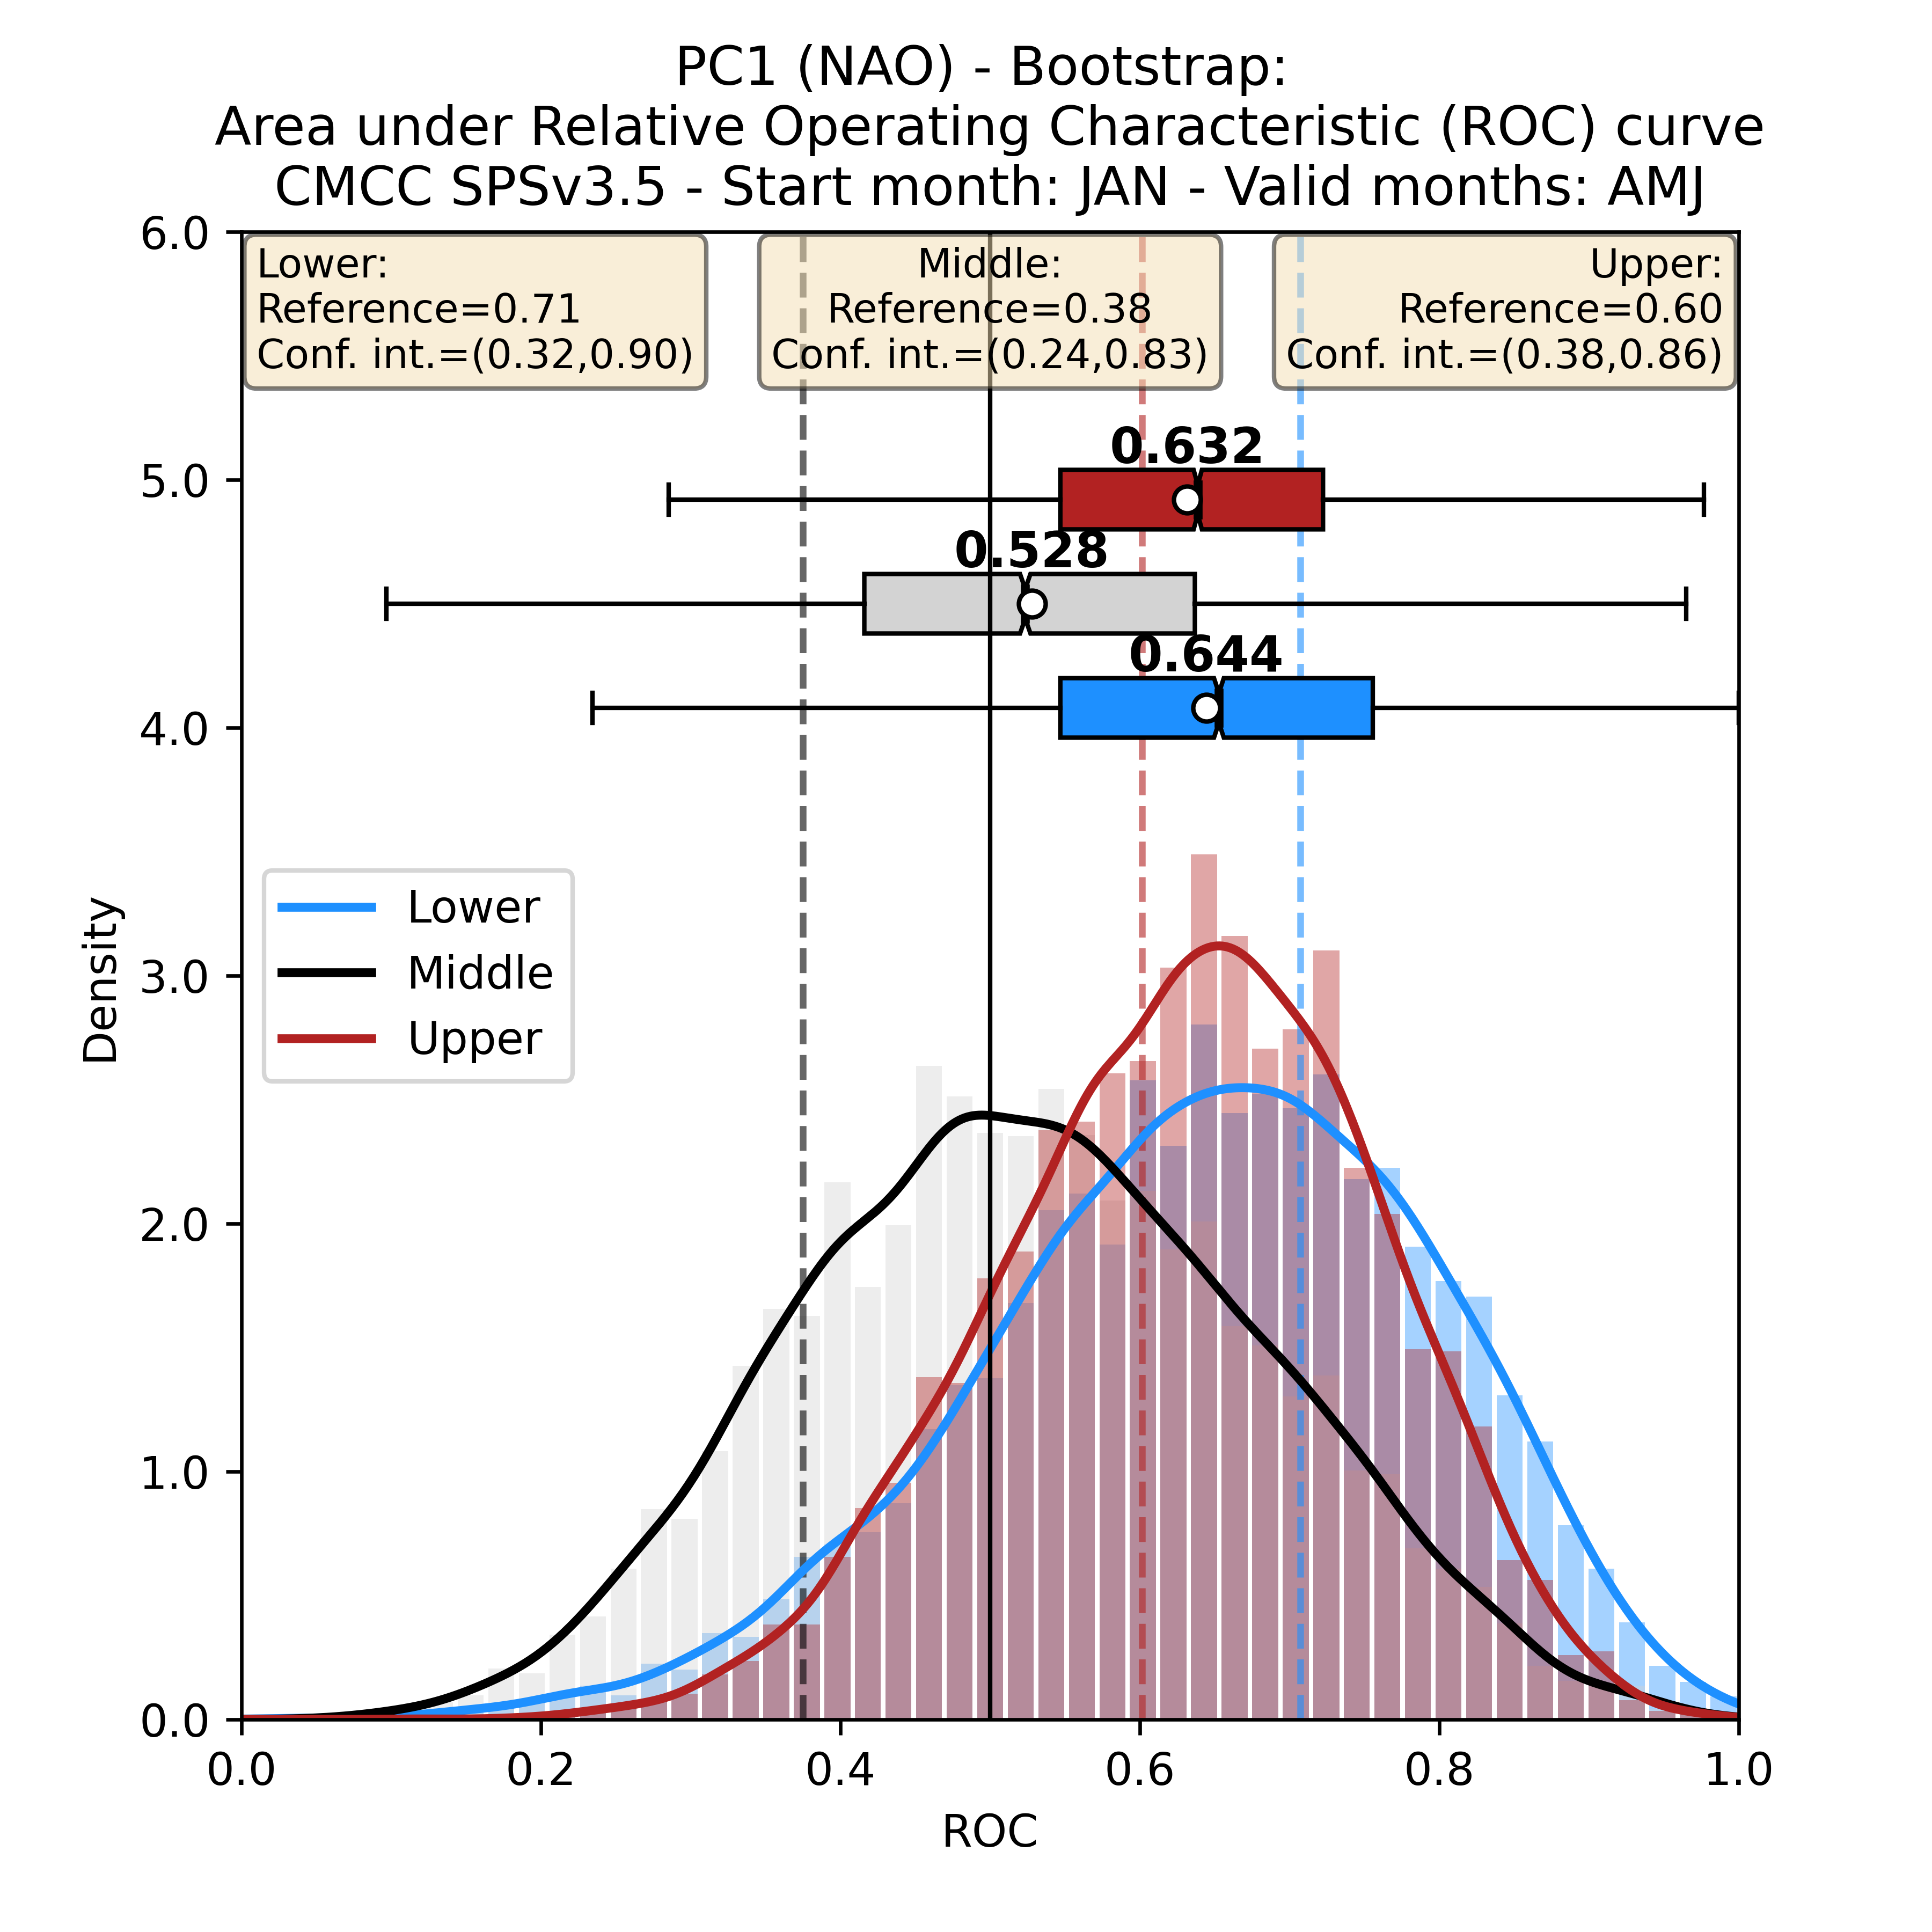 PC1 (NAO) - Bootstrap:
Area under Relative Operating Characteristic (ROC) curve
CMCC SPSv3.5 - Start month: JAN - Valid months: AMJ
Lower:
Reference=0.71
Conf. int.=(0.32,0.90)
Middle:
Reference=0.38
Conf. int.=(0.24,0.83)
Upper:
Reference=0.60
Conf. int.=(0.38,0.86)
0.632
0.528
0.644
Lower
Middle
Upper
Density
6.0
5.0
4.0
3.0
2.0
1.0
0.0
0.0 0.2 0.4 0.6 0.8 1.0
ROC